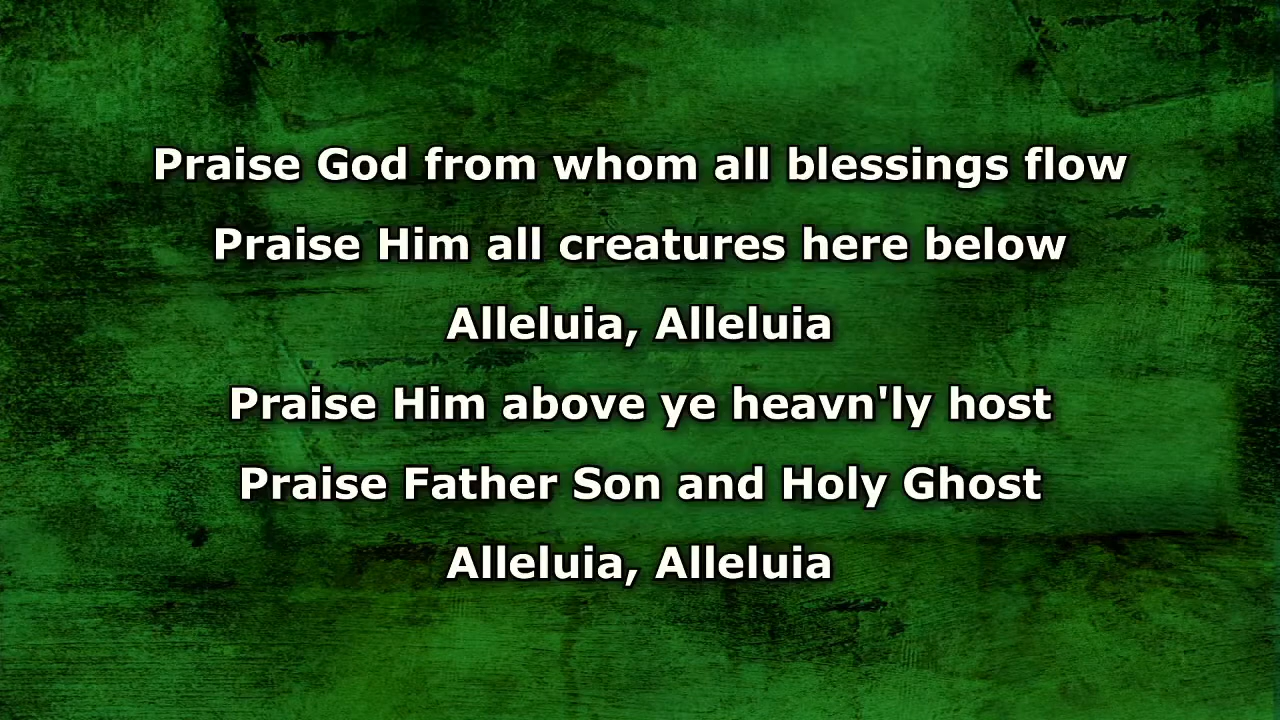 Praise God from whom all blessings flow
Praise Him all creatures here below
Alleluia, Alleluia
Praise Him above ye heavn'ly host
Praise Father Son and Holy Ghost
Alleluia, Alleluia